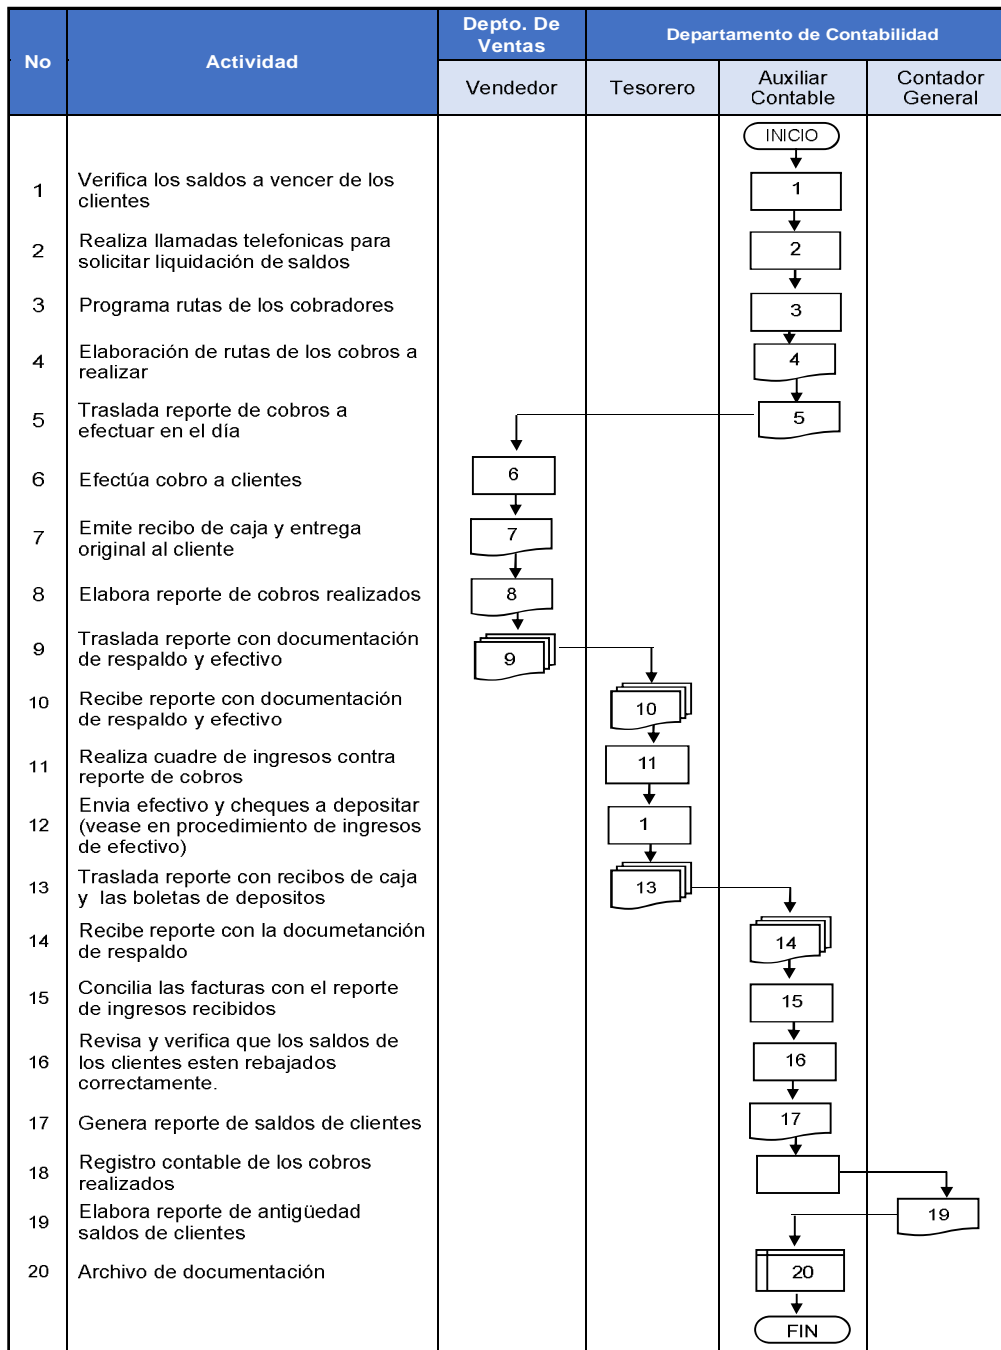 No
Actividad
Depto. De
Ventas
Departamento de Contabilidad
Vendedor
Tesorero
Auxiliar
Contable
Contador
General
INICIO
1
Verifica los saldos a vencer de los
clientes
1
2
Realiza llamadas telefonicas para
solicitar liquidación de saldos
2
3
Programa rutas de los cobradores
3
4
Elaboración de rutas de los cobros a
realizar
4
5
Traslada reporte de cobros a
efectuar en el día
5
6
Efectúa cobro a clientes
6
7
Emite recibo de caja y entrega
original al cliente
7
8
Elabora reporte de cobros realizados
8
9
Traslada reporte con documentación
de respaldo y efectivo
9
10
Recibe reporte con documentación
de respaldo y efectivo
10
11
Realiza cuadre de ingresos contra
reporte de cobros
11
12
Envia efectivo y cheques a depositar
(vease en procedimiento de ingresos
de efectivo)
1
13
Traslada reporte con recibos de caja
y las boletas de depositos
13
14
Recibe reporte con la documetanción
de respaldo
14
15
Concilia las facturas con el reporte
de ingresos recibidos
15
16
Revisa y verifica que los saldos de
los clientes esten rebajados
correctamente.
16
17
Genera reporte de saldos de clientes
17
18
Registro contable de los cobros
realizados
19
Elabora reporte de antigüedad
saldos de clientes
19
20
Archivo de documentación
20
FIN